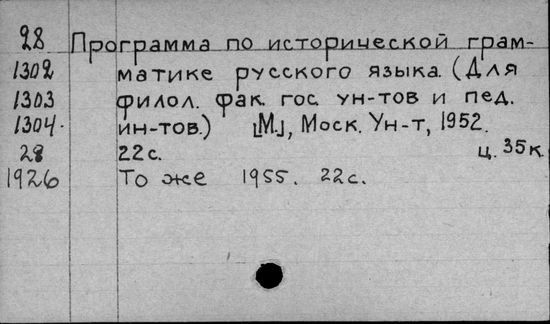 28 Программа по исторической грам-
1302 матике русского языка. (Для
1303 филол. фак. гос. ун-тов и пед.
1304. ин-тов.) [М.], Моск. Ун-т, 1952.
28 22 с. ц. 35 к.
1926 То же 1955. 22 с.